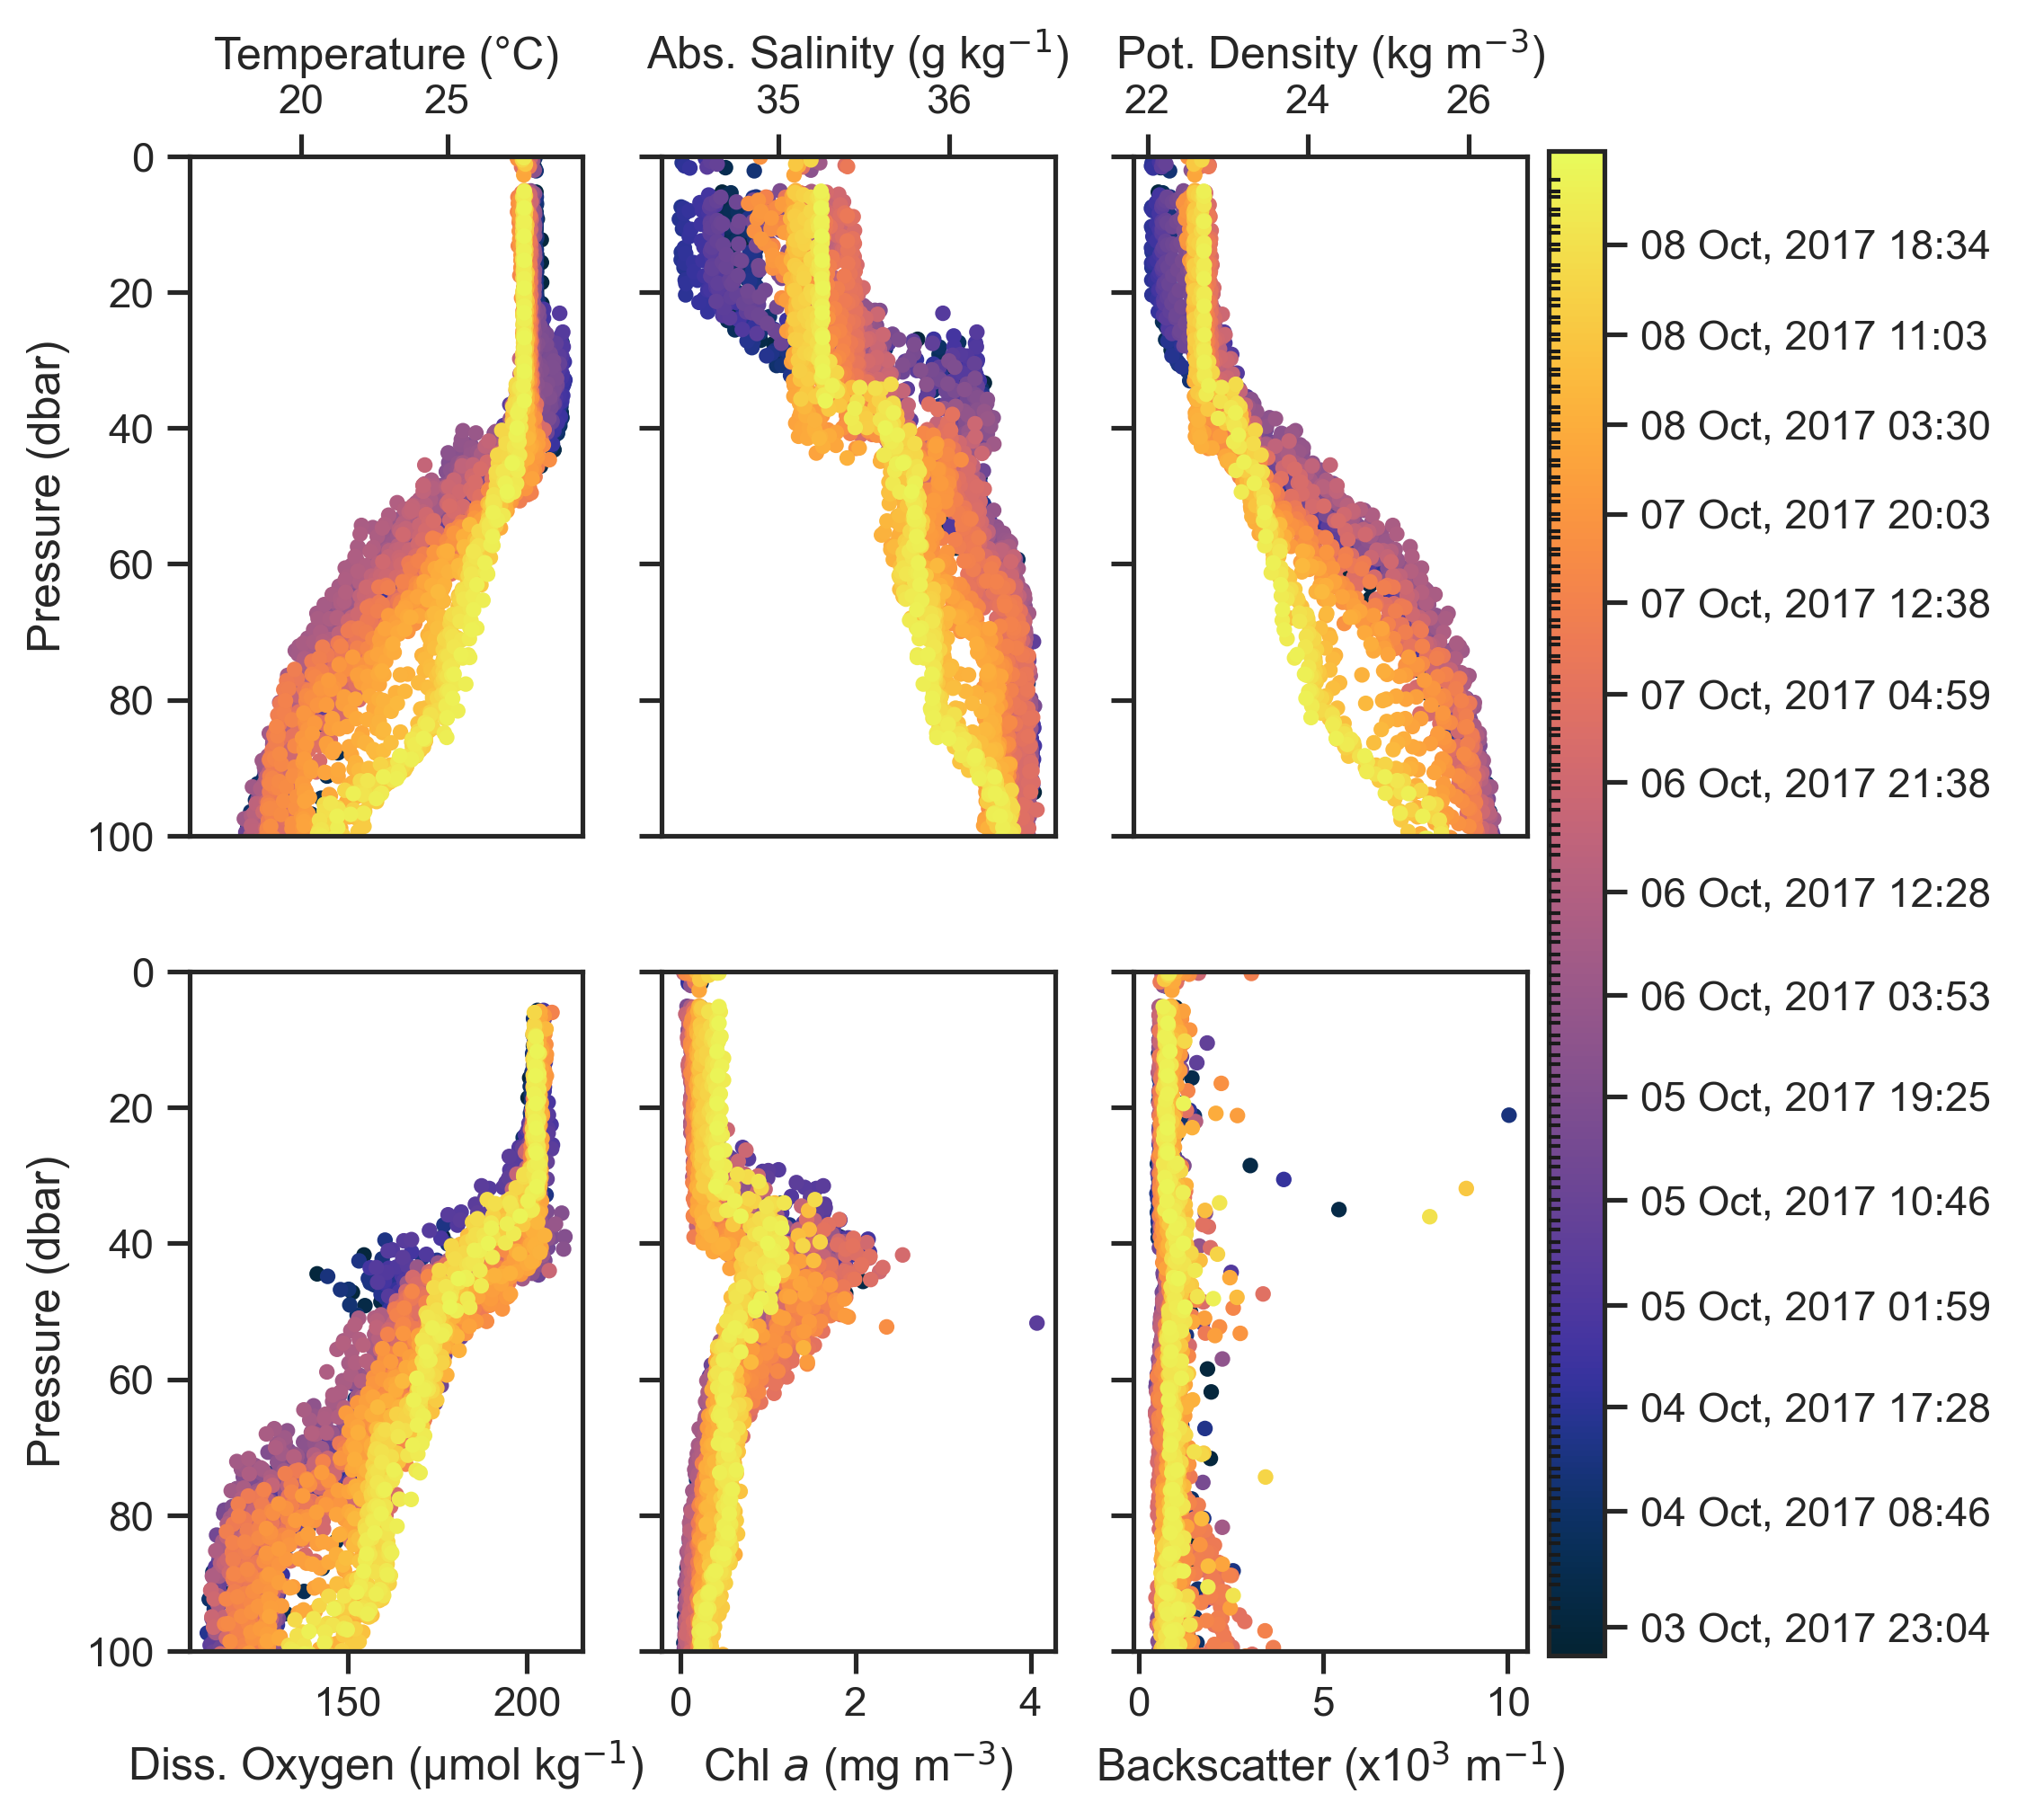 Temperature (°C) Abs. Salinity (g kg⁻¹) Pot. Density (kg m⁻³)
20 25 35 36 22 24 26
0
20
40
60
80
100
Pressure (dbar)
0
20
40
60
80
100
Pressure (dbar)
150 200 0 2 4 0 5 10
Diss. Oxygen (µmol kg⁻¹) Chl a (mg m⁻³) Backscatter (x10³ m⁻¹)
08 Oct, 2017 18:34
08 Oct, 2017 11:03
08 Oct, 2017 03:30
07 Oct, 2017 20:03
07 Oct, 2017 12:38
07 Oct, 2017 04:59
06 Oct, 2017 21:38
06 Oct, 2017 12:28
06 Oct, 2017 03:53
05 Oct, 2017 19:25
05 Oct, 2017 10:46
05 Oct, 2017 01:59
04 Oct, 2017 17:28
04 Oct, 2017 08:46
03 Oct, 2017 23:04